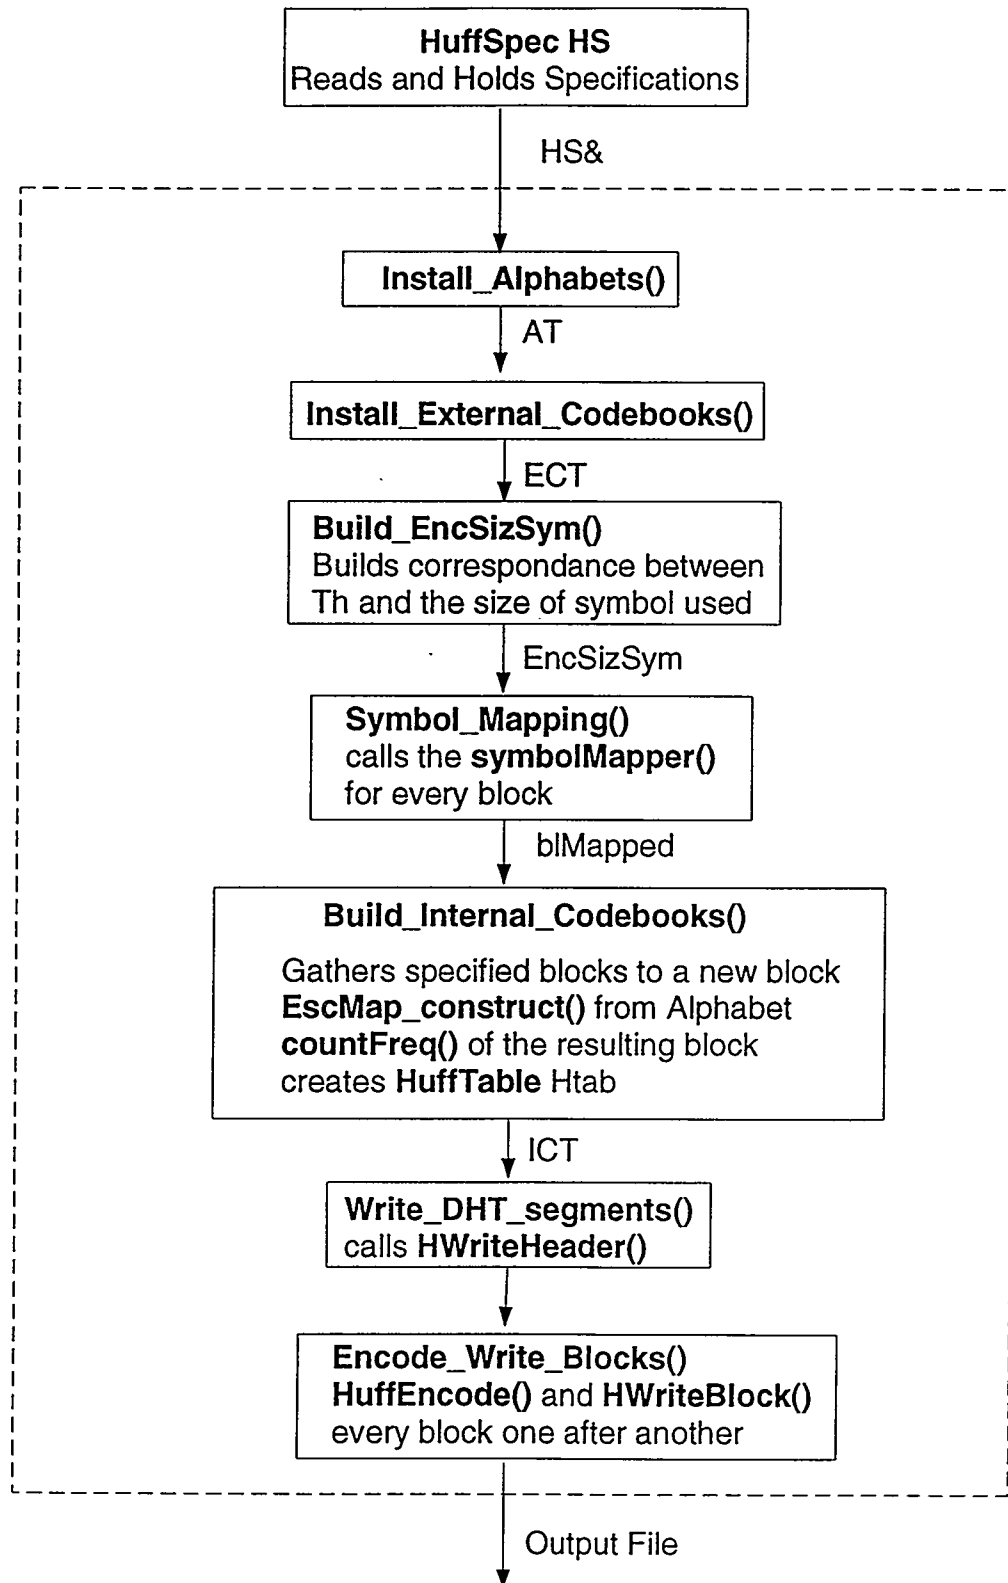 HuffSpec HS
Reads and Holds Specifications
HS&
Install_Alphabets()
AT
Install_External_Codebooks()
ECT
Build_EncSizSym()
Builds correspondance between
Th and the size of symbol used
EncSizSym
Symbol_Mapping()
calls the symbolMapper()
for every block
blMapped
Build_Internal_Codebooks()
Gathers specified blocks to a new block
EscMap_construct() from Alphabet
countFreq() of the resulting block
creates HuffTable Htab
ICT
Write_DHT_segments()
calls HWriteHeader()
Encode_Write_Blocks()
HuffEncode() and HWriteBlock()
every block one after another
Output File